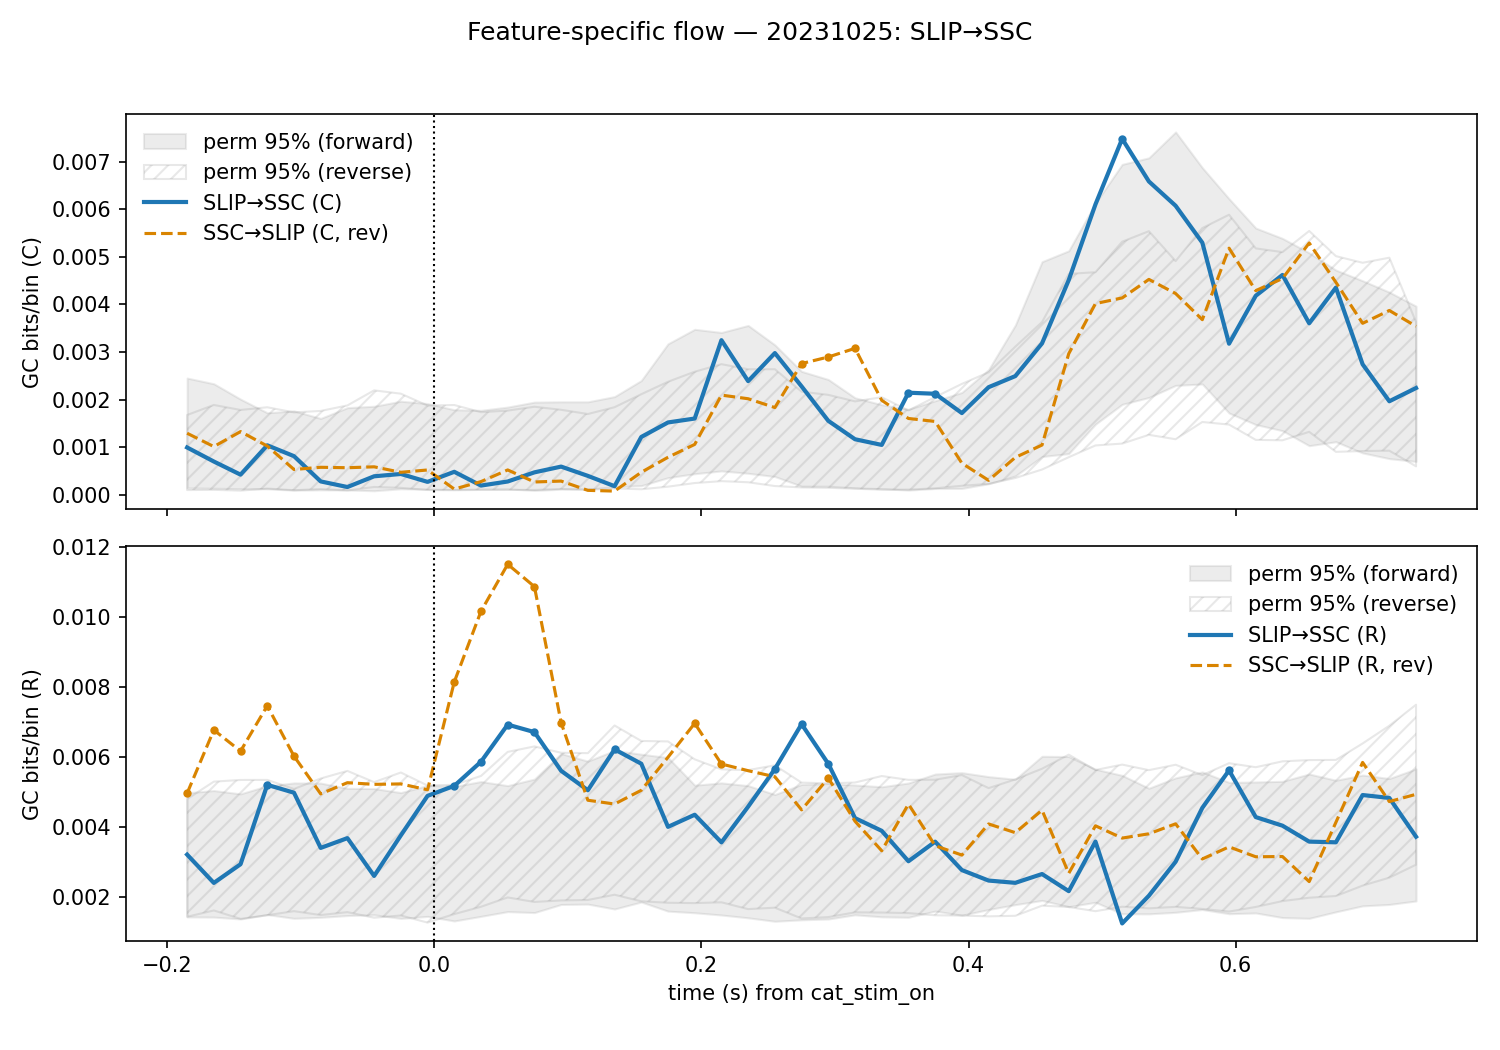 Feature-specific flow — 20231025: SLIP→SSC
GC bits/bin (C)
0.007
0.006
0.005
0.004
0.003
0.002
0.001
0.000
perm 95% (forward)
perm 95% (reverse)
SLIP→SSC (C)
SSC→SLIP (C, rev)
GC bits/bin (R)
0.012
0.010
0.008
0.006
0.004
0.002
perm 95% (forward)
perm 95% (reverse)
SLIP→SSC (R)
SSC→SLIP (R, rev)
−0.2 0.0 0.2 0.4 0.6
time (s) from cat_stim_on